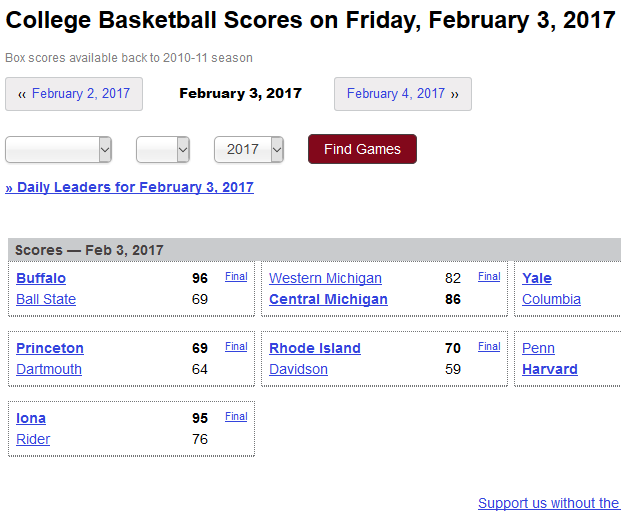 College Basketball Scores on Friday, February 3, 2017
Box scores available back to 2010-11 season
‹‹ February 2, 2017
February 3, 2017
February 4, 2017 ››
2017
Find Games
» Daily Leaders for February 3, 2017
Scores — Feb 3, 2017
Buffalo 96 Final
Ball State 69
Western Michigan 82 Final
Central Michigan 86
Yale
Columbia
Princeton 69 Final
Dartmouth 64
Rhode Island 70 Final
Davidson 59
Penn
Harvard
Iona 95 Final
Rider 76
Support us without the